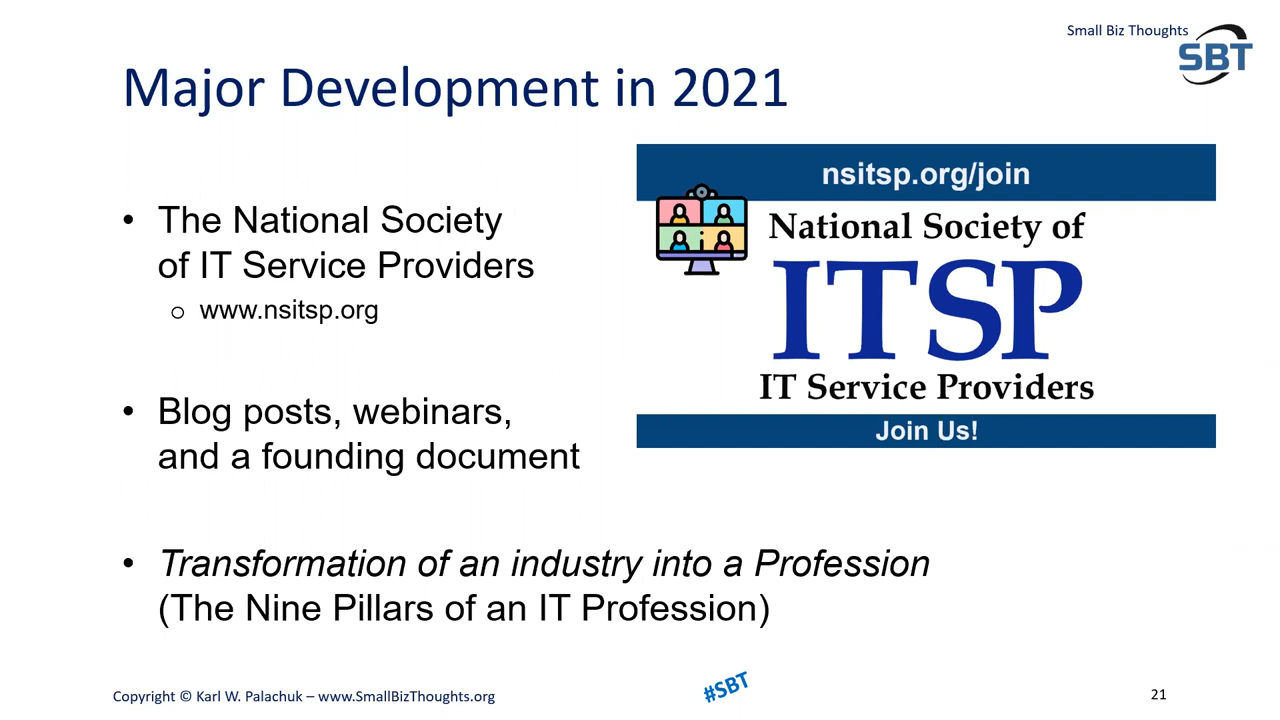 Small Biz Thoughts
SBT
Major Development in 2021
• The National Society
of IT Service Providers
o www.nsitsp.org
• Blog posts, webinars,
and a founding document
• Transformation of an industry into a Profession
(The Nine Pillars of an IT Profession)
nsitsp.org/join
National Society of
ITSP
IT Service Providers
Join Us!
Copyright © Karl W. Palachuk – www.SmallBizThoughts.org
#SBT
21